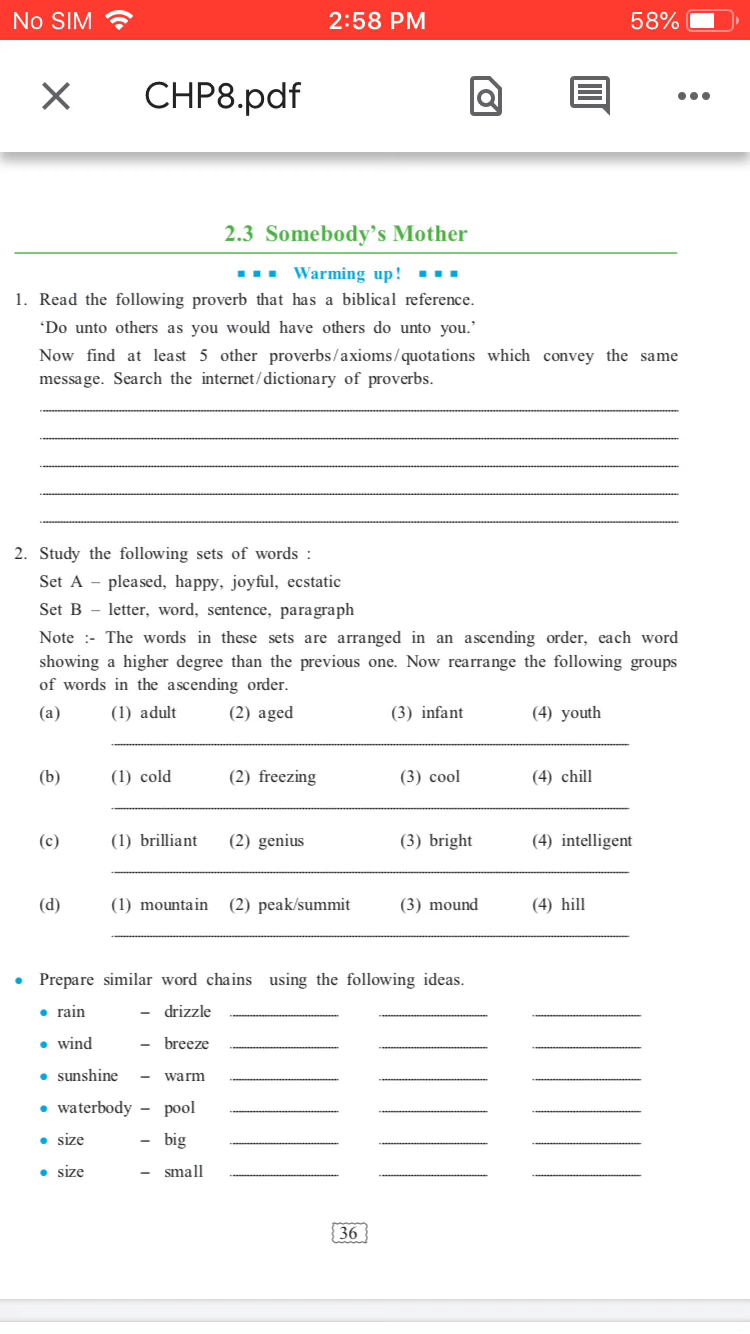 No SIM 2:58 PM 58%
CHP8.pdf
2.3 Somebody's Mother
Warming up!
1. Read the following proverb that has a biblical reference.
‘Do unto others as you would have others do unto you.’
Now find at least 5 other proverbs/axioms/quotations which convey the same
message. Search the internet/dictionary of proverbs.
2. Study the following sets of words :
Set A – pleased, happy, joyful, ecstatic
Set B – letter, word, sentence, paragraph
Note :- The words in these sets are arranged in an ascending order, each word
showing a higher degree than the previous one. Now rearrange the following groups
of words in the ascending order.
(a) (1) adult (2) aged (3) infant (4) youth
(b) (1) cold (2) freezing (3) cool (4) chill
(c) (1) brilliant (2) genius (3) bright (4) intelligent
(d) (1) mountain (2) peak/summit (3) mound (4) hill
• Prepare similar word chains using the following ideas.
• rain – drizzle
• wind – breeze
• sunshine – warm
• waterbody – pool
• size – big
• size – small
36